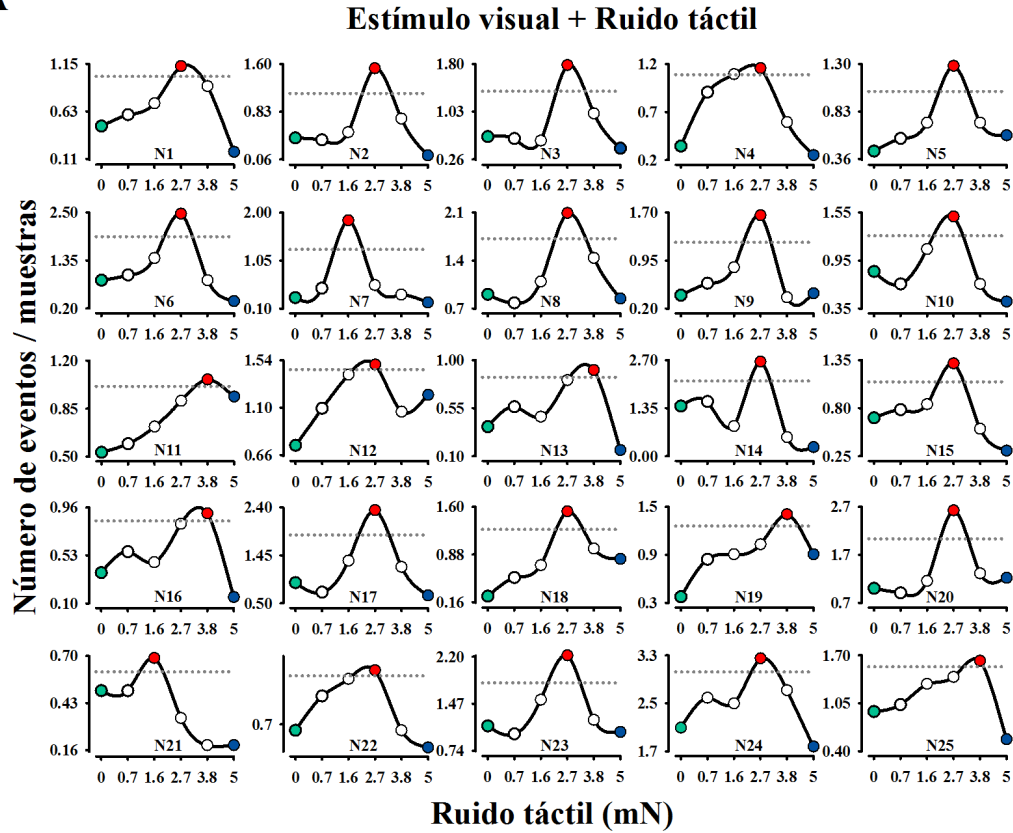 Estímulo visual + Ruido táctil
Número de eventos / muestras
1.15 1.60 1.80 1.2 1.30
0.63 0.83 1.03 0.7 0.83
0.11 0.06 0.26 0.2 0.36
N1 N2 N3 N4 N5
0 0.7 1.6 2.7 3.8 5 0 0.7 1.6 2.7 3.8 5 0 0.7 1.6 2.7 3.8 5 0 0.7 1.6 2.7 3.8 5 0 0.7 1.6 2.7 3.8 5
2.50 2.00 2.1 1.70 1.55
1.35 1.05 1.4 0.95 0.95
0.20 0.10 0.7 0.20 0.35
N6 N7 N8 N9 N10
0 0.7 1.6 2.7 3.8 5 0 0.7 1.6 2.7 3.8 5 0 0.7 1.6 2.7 3.8 5 0 0.7 1.6 2.7 3.8 5 0 0.7 1.6 2.7 3.8 5
1.20 1.54 1.00 2.70 1.35
0.85 1.10 0.55 1.35 0.80
0.50 0.66 0.10 0.00 0.25
N11 N12 N13 N14 N15
0 0.7 1.6 2.7 3.8 5 0 0.7 1.6 2.7 3.8 5 0 0.7 1.6 2.7 3.8 5 0 0.7 1.6 2.7 3.8 5 0 0.7 1.6 2.7 3.8 5
0.96 2.40 1.60 1.5 2.7
0.53 1.45 0.88 0.9 1.7
0.10 0.50 0.16 0.3 0.7
N16 N17 N18 N19 N20
0 0.7 1.6 2.7 3.8 5 0 0.7 1.6 2.7 3.8 5 0 0.7 1.6 2.7 3.8 5 0 0.7 1.6 2.7 3.8 5 0 0.7 1.6 2.7 3.8 5
0.70 2.20 3.3 1.70
0.43 0.7 1.47 2.5 1.05
0.16 0.74 1.7 0.40
N21 N22 N23 N24 N25
0 0.7 1.6 2.7 3.8 5 0 0.7 1.6 2.7 3.8 5 0 0.7 1.6 2.7 3.8 5 0 0.7 1.6 2.7 3.8 5 0 0.7 1.6 2.7 3.8 5
Ruido táctil (mN)